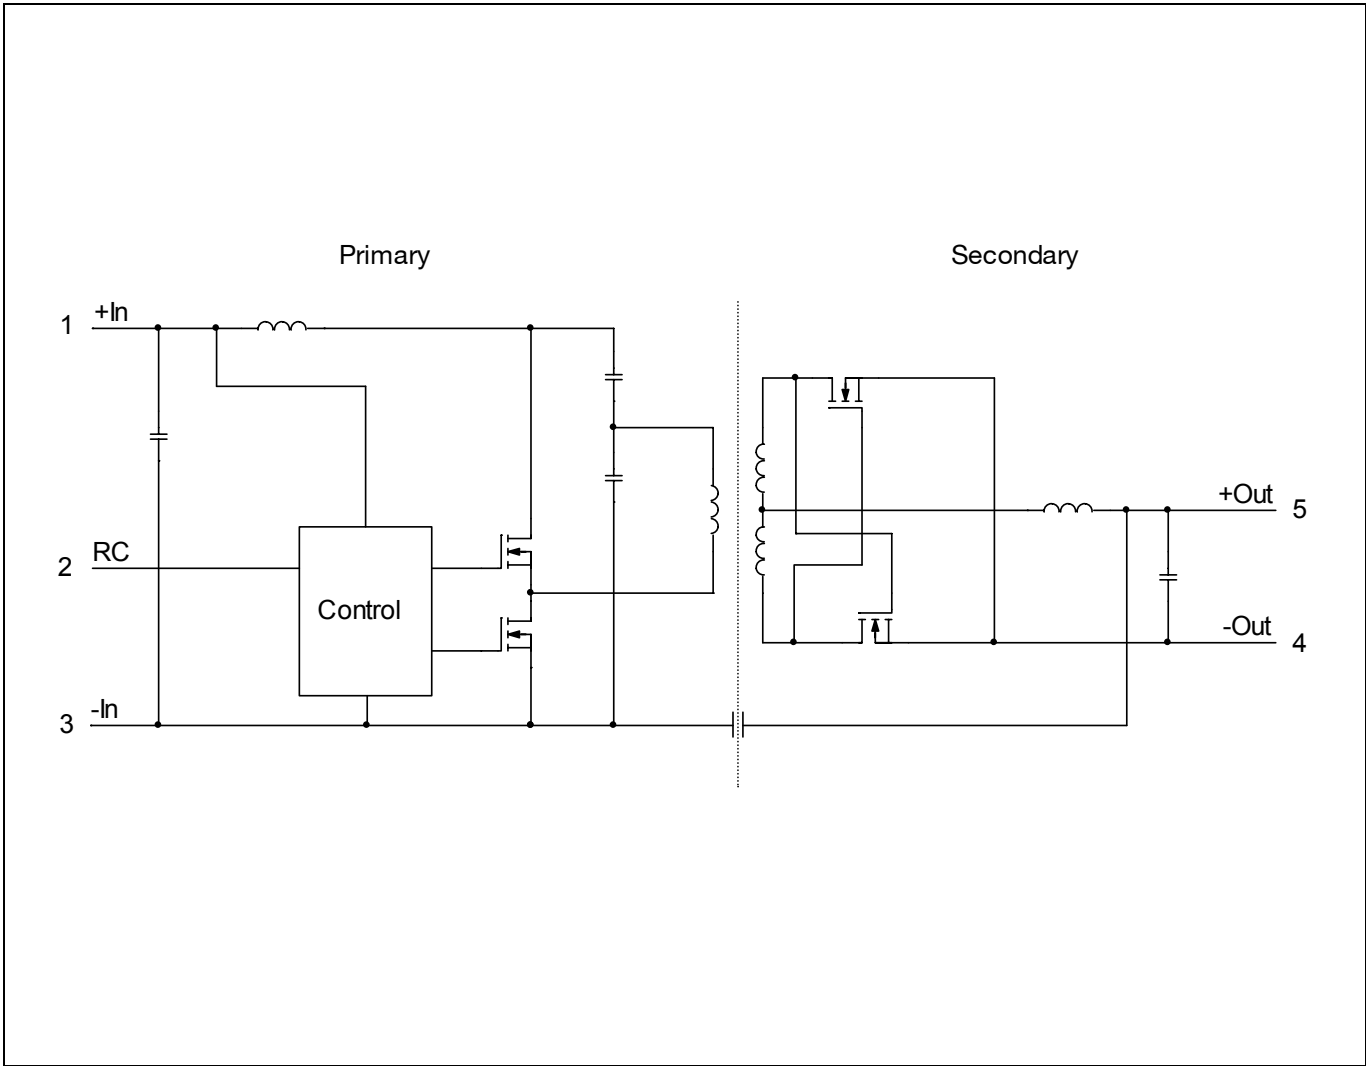 Primary
Secondary
1 +In
+Out 5
2 RC
Control
-Out 4
3 -In